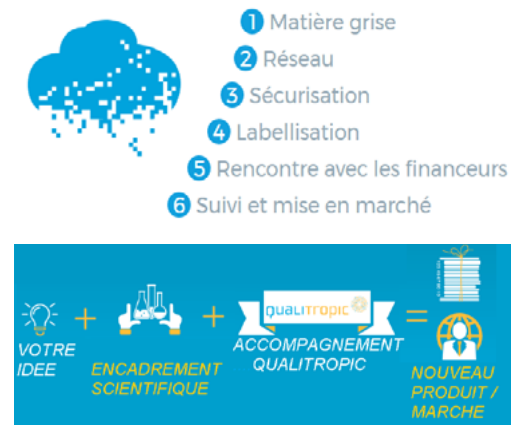 1 Matière grise
2 Réseau
3 Sécurisation
4 Labellisation
5 Rencontre avec les financeurs
6 Suivi et mise en marché
VOTRE
IDEE
+
ENCADREMENT
SCIENTIFIQUE
+
QUALITROPIC
ACCOMPAGNEMENT
QUALITROPIC
=
NOUVEAU
PRODUIT /
MARCHE